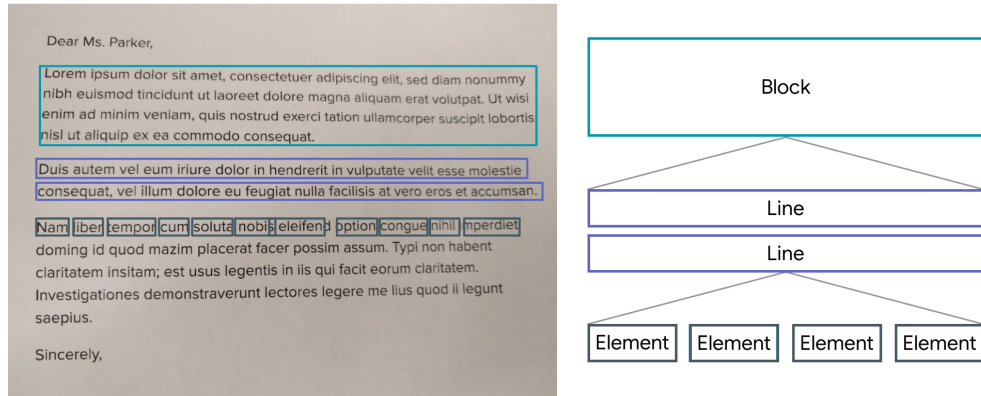 Dear Ms. Parker,
Lorem ipsum dolor sit amet, consectetuer adipiscing elit, sed diam nonummy
nibh euismod tincidunt ut laoreet dolore magna aliquam erat volutpat. Ut wisi
enim ad minim veniam, quis nostrud exerci tation ullamcorper suscipit lobortis
nisl ut aliquip ex ea commodo consequat.
Duis autem vel eum iriure dolor in hendrerit in vulputate velit esse molestie
consequat, vel illum dolore eu feugiat nulla facilisis at vero eros et accumsan.
Nam liber tempor cum soluta nobis eleifend option congue nihil imperdiet
doming id quod mazim placerat facer possim assum. Typi non habent
claritatem insitam; est usus legentis in iis qui facit eorum claritatem.
Investigationes demonstraverunt lectores legere me lius quod ii legunt
saepius.
Sincerely,
Block
Line
Line
Element Element Element Element